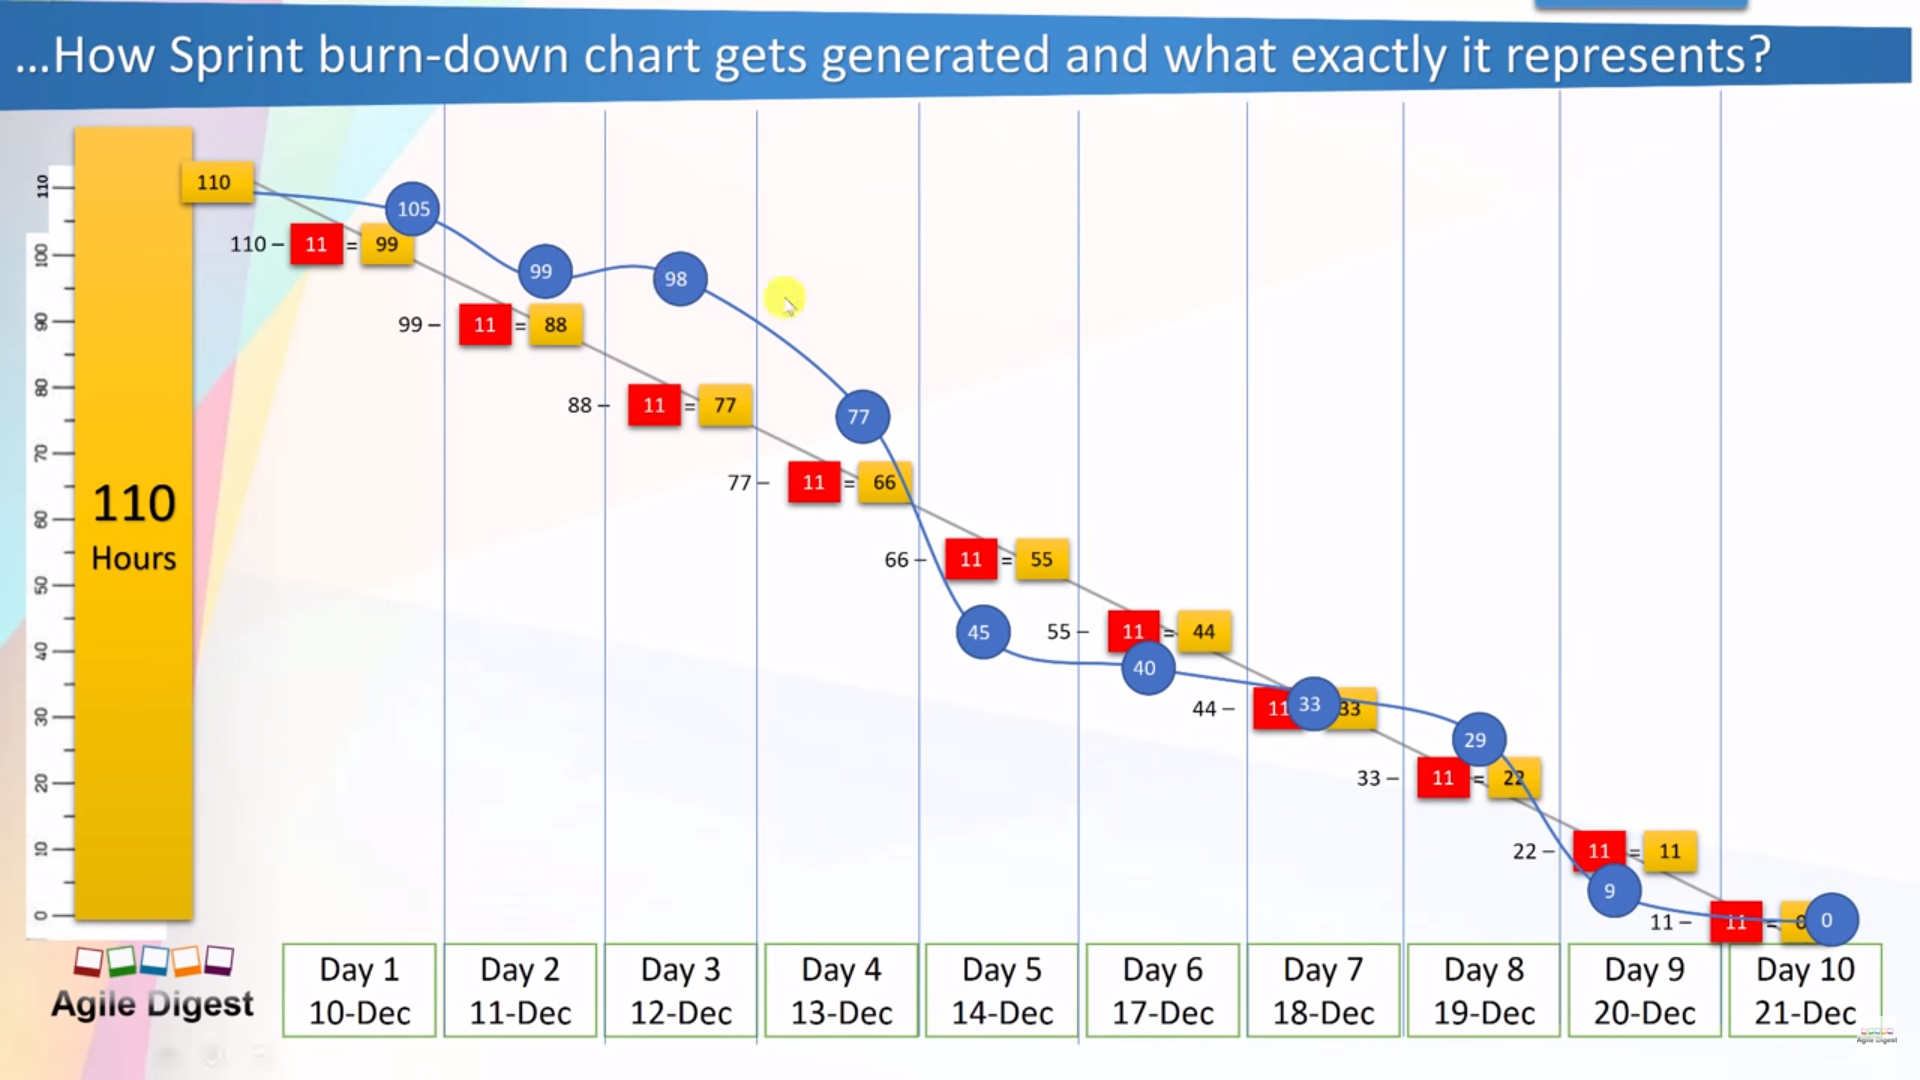 ...How Sprint burn-down chart gets generated and what exactly it represents?
110
100
90
80
70
60
50
40
30
20
10
0
110
Hours
110
105
110 – 11 = 99
99
98
99 – 11 = 88
88 – 11 = 77
77
77 – 11 = 66
66 – 11 = 55
45
55 – 11 = 44
40
44 – 11 33
33
29
33 – 11 = 22
22 – 11 = 11
9
11 – 11 = 0
0
Agile Digest
Day 1
10-Dec
Day 2
11-Dec
Day 3
12-Dec
Day 4
13-Dec
Day 5
14-Dec
Day 6
17-Dec
Day 7
18-Dec
Day 8
19-Dec
Day 9
20-Dec
Day 10
21-Dec
Agile Digest